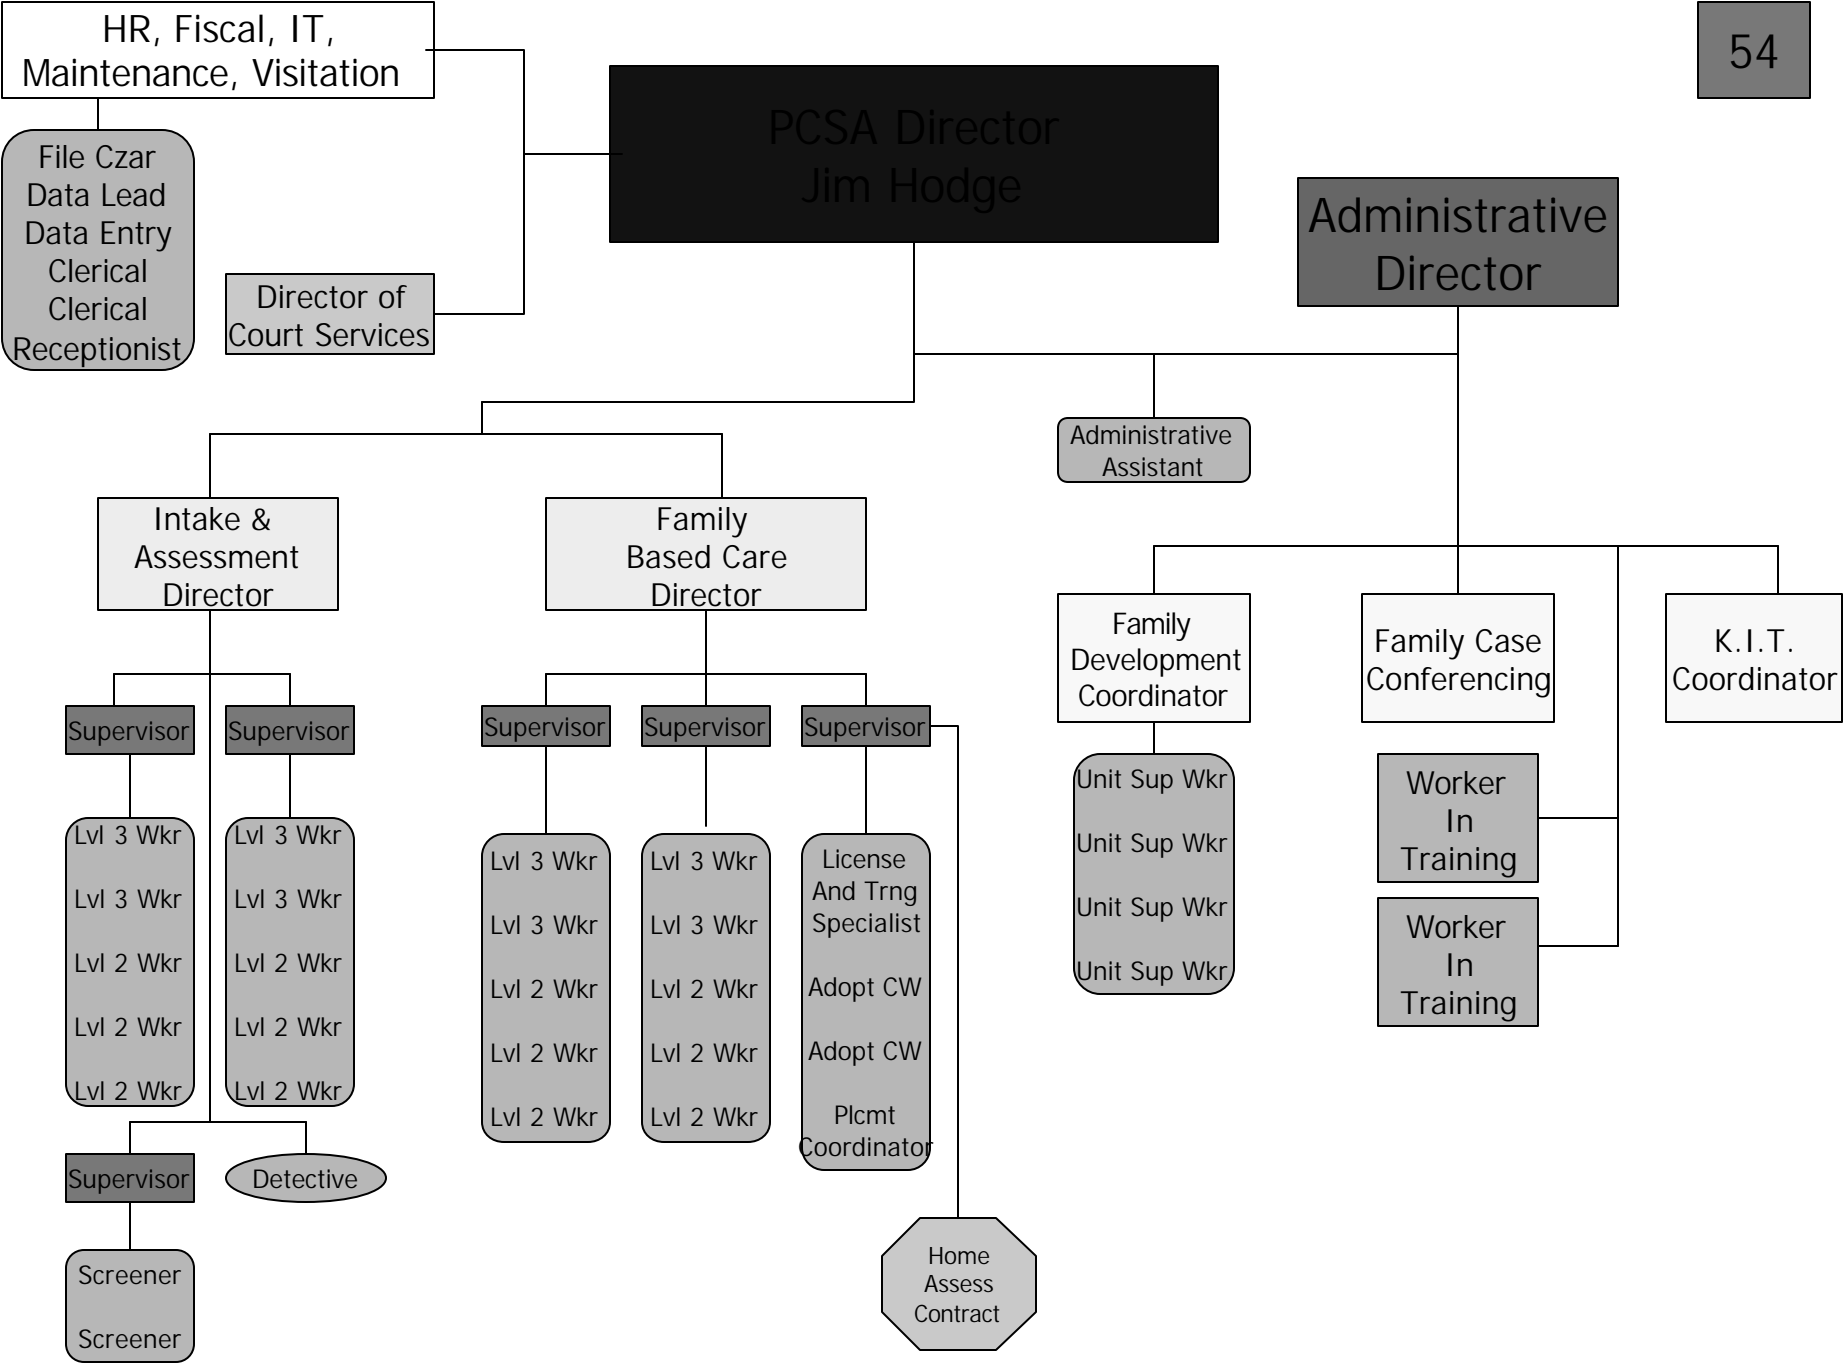 HR, Fiscal, IT,
Maintenance, Visitation
54
PCSA Director
Jim Hodge
File Czar
Data Lead
Data Entry
Clerical
Clerical
Receptionist
Administrative
Director
Director of
Court Services
Administrative
Assistant
Intake &
Assessment
Director
Family
Based Care
Director
Family
Development
Coordinator
Family Case
Conferencing
K.I.T.
Coordinator
Supervisor
Supervisor
Supervisor
Supervisor
Supervisor
Lvl 3 Wkr
Lvl 3 Wkr
Lvl 2 Wkr
Lvl 2 Wkr
Lvl 2 Wkr
Lvl 3 Wkr
Lvl 3 Wkr
Lvl 2 Wkr
Lvl 2 Wkr
Lvl 2 Wkr
Lvl 3 Wkr
Lvl 3 Wkr
Lvl 2 Wkr
Lvl 2 Wkr
Lvl 2 Wkr
Lvl 3 Wkr
Lvl 3 Wkr
Lvl 2 Wkr
Lvl 2 Wkr
Lvl 2 Wkr
License
And Trng
Specialist
Adopt CW
Adopt CW
Plcmt
Coordinator
Unit Sup Wkr
Unit Sup Wkr
Unit Sup Wkr
Unit Sup Wkr
Worker
In
Training
Worker
In
Training
Supervisor
Detective
Screener
Screener
Home
Assess
Contract